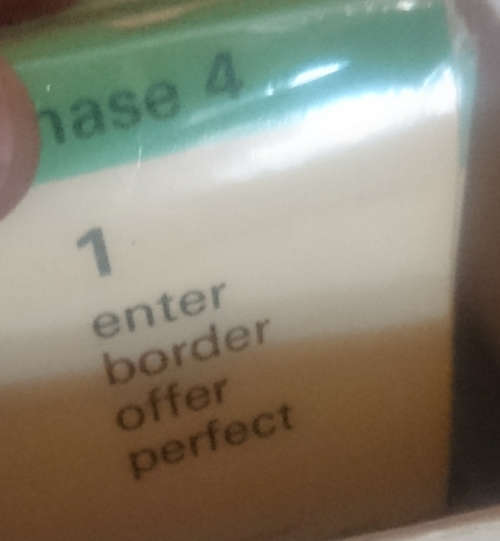 hase 4
1
enter
border
offer
perfect